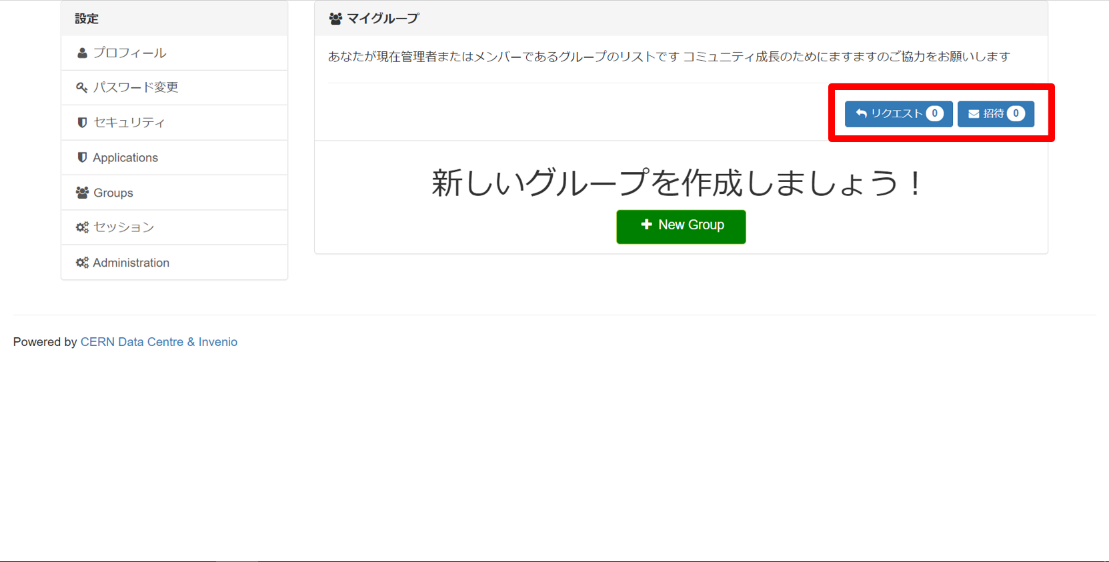 設定
プロフィール
パスワード変更
セキュリティ
Applications
Groups
セッション
Administration
マイグループ
あなたが現在管理者またはメンバーであるグループのリストです コミュニティ成長のためにますますのご協力をお願いします
リクエスト 0 招待 0
新しいグループを作成しましょう！
+ New Group
Powered by CERN Data Centre & Invenio